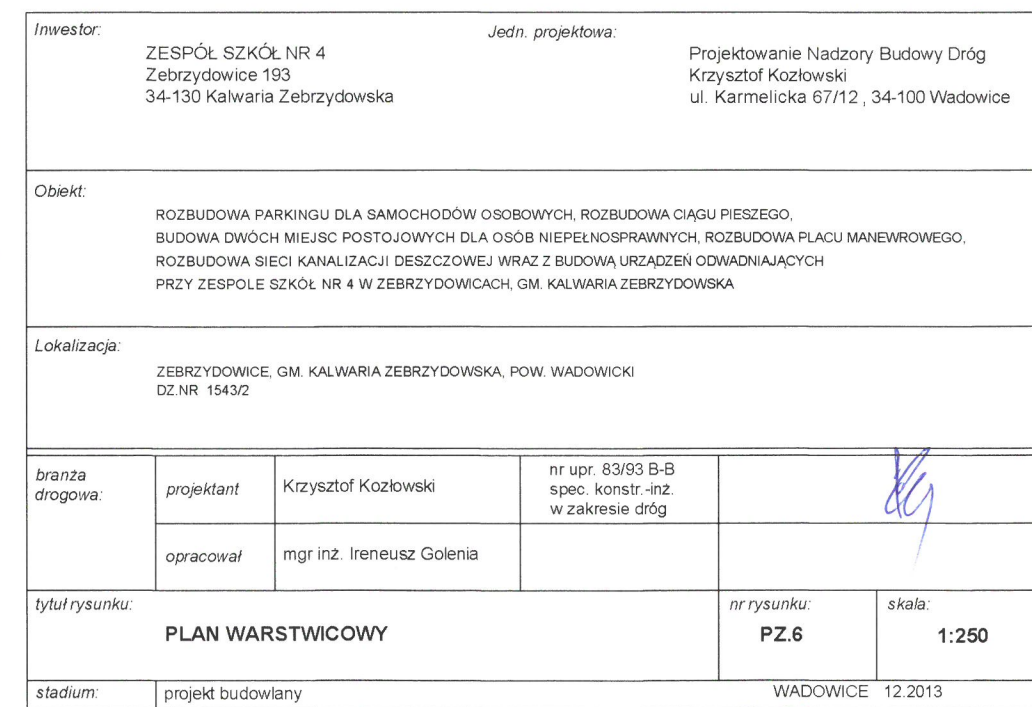 Inwestor:
ZESPÓŁ SZKÓŁ NR 4
Zebrzydowice 193
34-130 Kalwaria Zebrzydowska
Jedn. projektowa:
Projektowanie Nadzory Budowy Dróg
Krzysztof Kozłowski
ul. Karmelicka 67/12 , 34-100 Wadowice
Obiekt:
ROZBUDOWA PARKINGU DLA SAMOCHODÓW OSOBOWYCH, ROZBUDOWA CIĄGU PIESZEGO,
BUDOWA DWÓCH MIEJSC POSTOJOWYCH DLA OSÓB NIEPEŁNOSPRAWNYCH, ROZBUDOWA PLACU MANEWROWEGO,
ROZBUDOWA SIECI KANALIZACJI DESZCZOWEJ WRAZ Z BUDOWĄ URZĄDZEŃ ODWADNIAJĄCYCH
PRZY ZESPOLE SZKÓŁ NR 4 W ZEBRZYDOWICACH, GM. KALWARIA ZEBRZYDOWSKA
Lokalizacja:
ZEBRZYDOWICE, GM. KALWARIA ZEBRZYDOWSKA, POW. WADOWICKI
DZ.NR 1543/2
branża
drogowa:
projektant
Krzysztof Kozłowski
nr upr. 83/93 B-B
spec. konstr.-inż.
w zakresie dróg
opracował
mgr inż. Ireneusz Golenia
tytuł rysunku:
PLAN WARSTWICOWY
nr rysunku:
PZ.6
skala:
1:250
stadium:
projekt budowlany
WADOWICE 12.2013